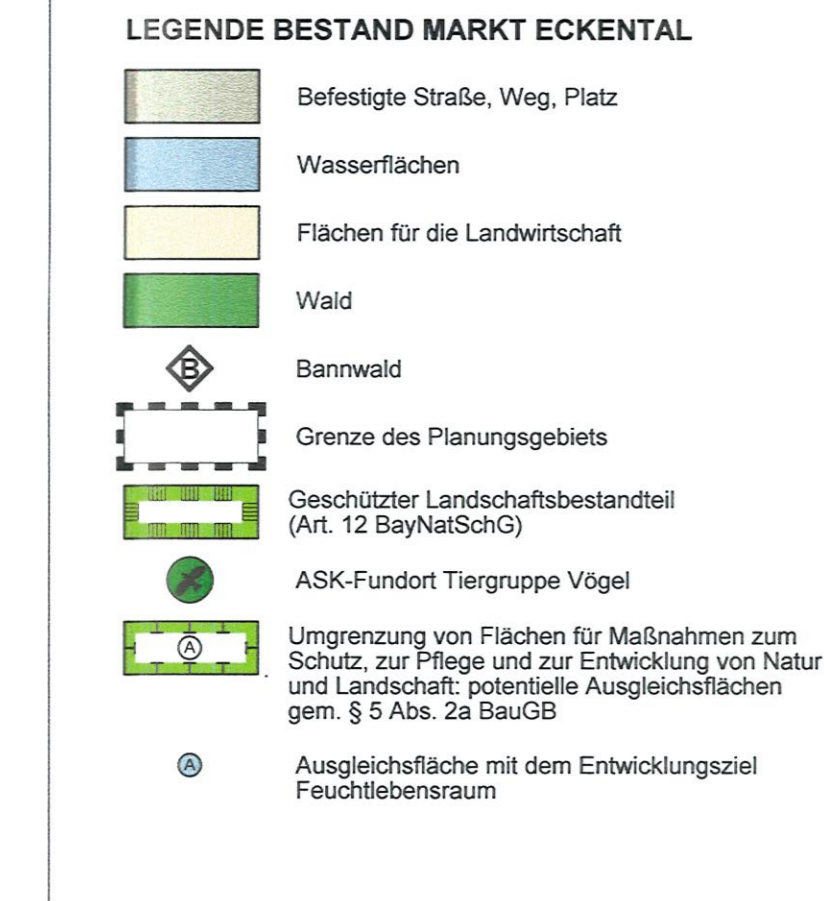 LEGENDE BESTAND MARKT ECKENTAL
Befestigte Straße, Weg, Platz
Wasserflächen
Flächen für die Landwirtschaft
Wald
B
Bannwald
Grenze des Planungsgebiets
Geschützter Landschaftsbestandteil
(Art. 12 BayNatSchG)
ASK-Fundort Tiergruppe Vögel
A
Umgrenzung von Flächen für Maßnahmen zum
Schutz, zur Pflege und zur Entwicklung von Natur
und Landschaft: potentielle Ausgleichsflächen
gem. § 5 Abs. 2a BauGB
A
Ausgleichsfläche mit dem Entwicklungsziel
Feuchtlebensraum